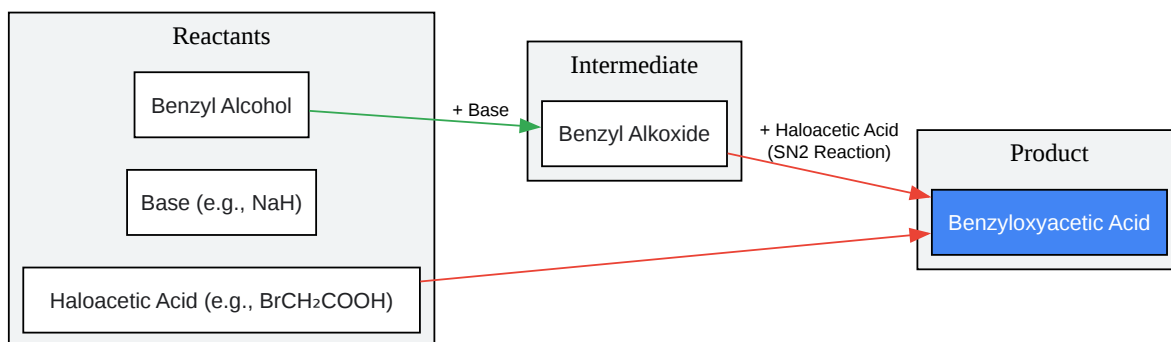 Reactants
Benzyl Alcohol
Base (e.g., NaH)
Haloacetic Acid (e.g., BrCH₂COOH)
+ Base
Intermediate
Benzyl Alkoxide
+ Haloacetic Acid
(SN2 Reaction)
Product
Benzyloxyacetic Acid